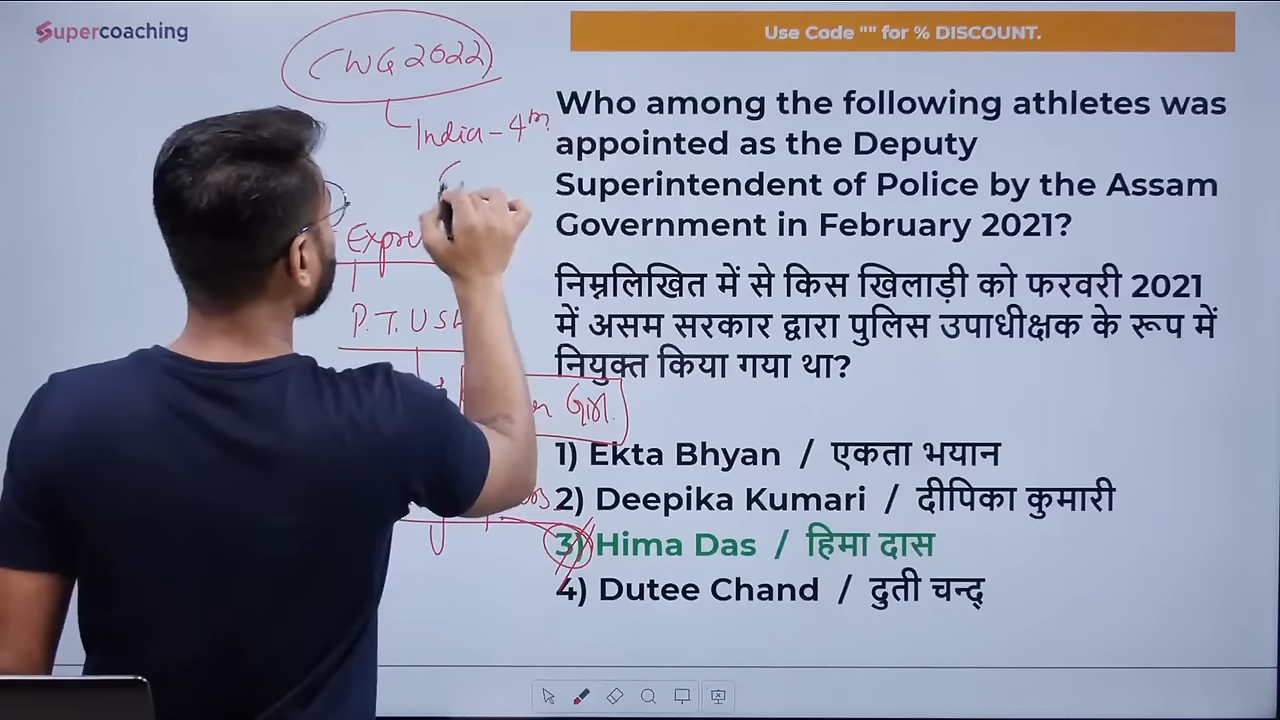 Supercoaching
Use Code "" for % DISCOUNT.
CWG 2022
India - 4th
Who among the following athletes was
appointed as the Deputy
Superintendent of Police by the Assam
Government in February 2021?
निम्नलिखित में से किस खिलाड़ी को फरवरी 2021
में असम सरकार द्वारा पुलिस उपाधीक्षक के रूप में
नियुक्त किया गया था?
P.T. USH
Girl.
1) Ekta Bhyan / एकता भयान
2) Deepika Kumari / दीपिका कुमारी
3) Hima Das / हिमा दास
4) Dutee Chand / दुती चन्द्